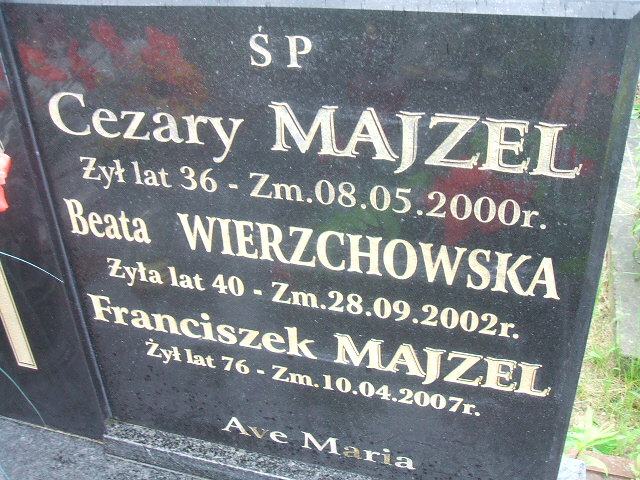 Ś P
Cezary MAJZEL
Żył lat 36 - Zm.08.05.2000r.
Beata WIERZCHOWSKA
Żyła lat 40 - Zm.28.09.2002r.
Franciszek MAJZEL
Żył lat 76 - Zm.10.04.2007r.
Ave Maria